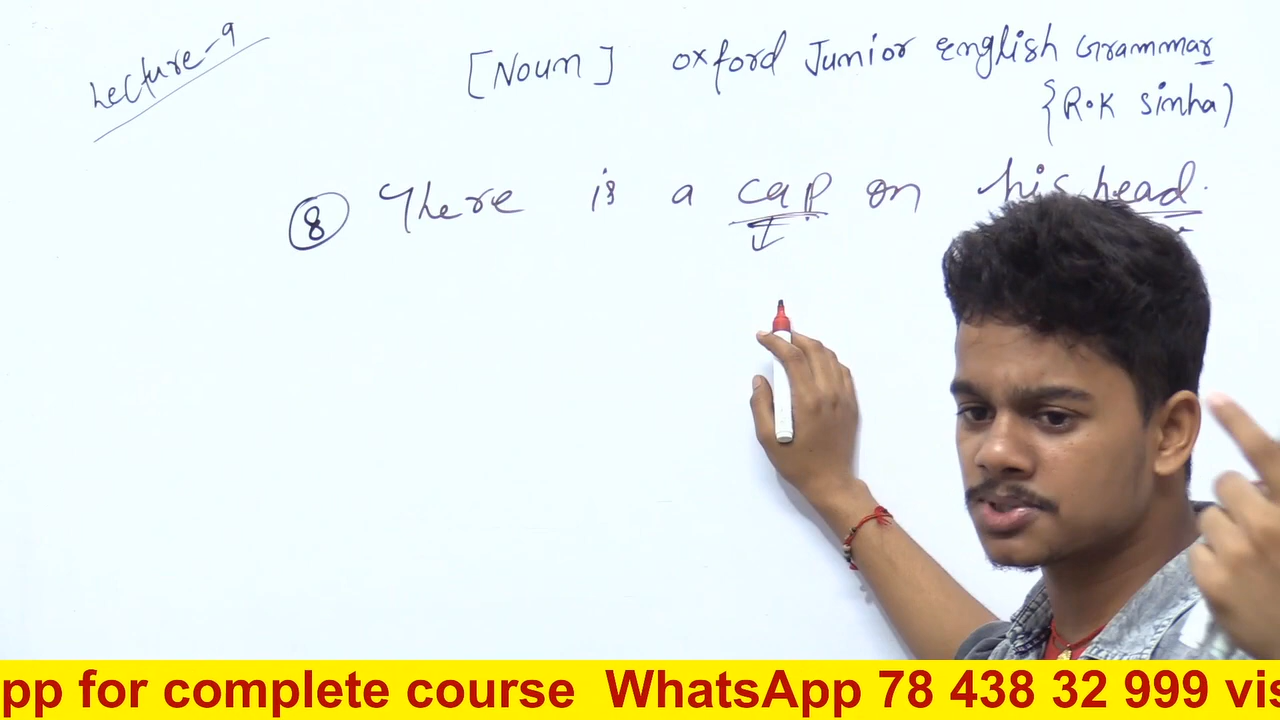 Lecture-9
[Noun] oxford Junior English Grammar
{R.K Sinha)
⑧ There is a cap on his head.
pp for complete course WhatsApp 78 438 32 999 vis